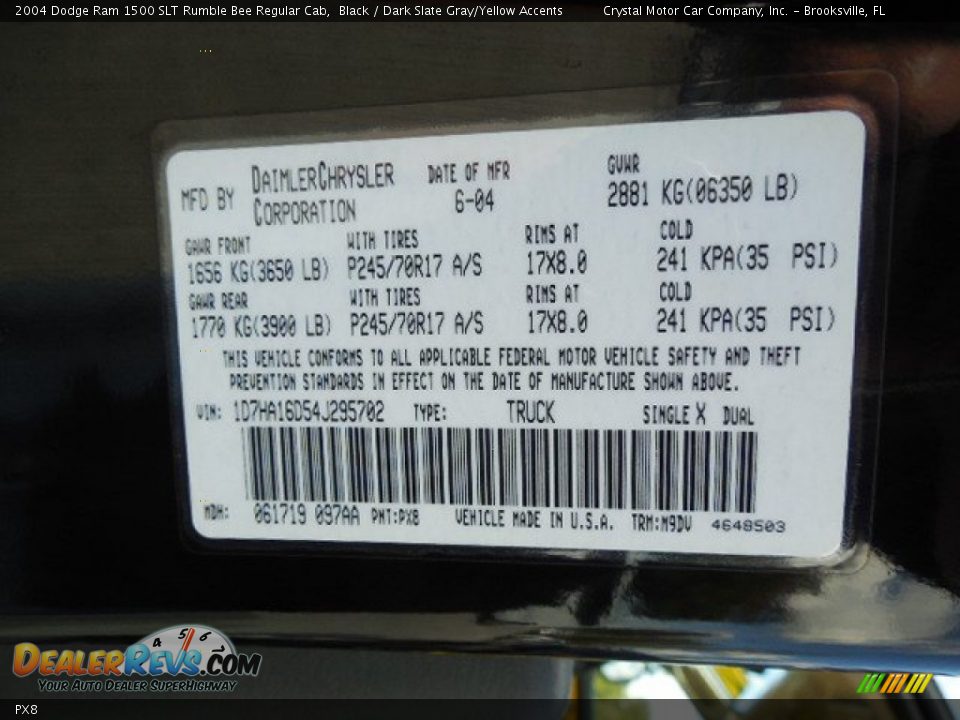 2004 Dodge Ram 1500 SLT Rumble Bee Regular Cab,  Black / Dark Slate Gray/Yellow Accents        Crystal Motor Car Company, Inc. - Brooksville, FL
MFD BY DAIMLERCHRYSLER CORPORATION
DATE OF MFR 6-04
GVWR 2881 KG(06350 LB)
GAWR FRONT WITH TIRES RIMS AT COLD
1656 KG(3650 LB) P245/70R17 A/S 17X8.0 241 KPA(35 PSI)
GAWR REAR WITH TIRES RIMS AT COLD
1770 KG(3900 LB) P245/70R17 A/S 17X8.0 241 KPA(35 PSI)
THIS VEHICLE CONFORMS TO ALL APPLICABLE FEDERAL MOTOR VEHICLE SAFETY AND THEFT
PREVENTION STANDARDS IN EFFECT ON THE DATE OF MANUFACTURE SHOWN ABOVE.
VIN: 1D7HA16D54J295702 TYPE: TRUCK SINGLE X DUAL
MDH: 061719 097AA PNT:PX8 VEHICLE MADE IN U.S.A. TRM:M9DV 4648503
4 5 6
DEALERREVS.COM
YOUR AUTO DEALER SUPERHIGHWAY
PX8